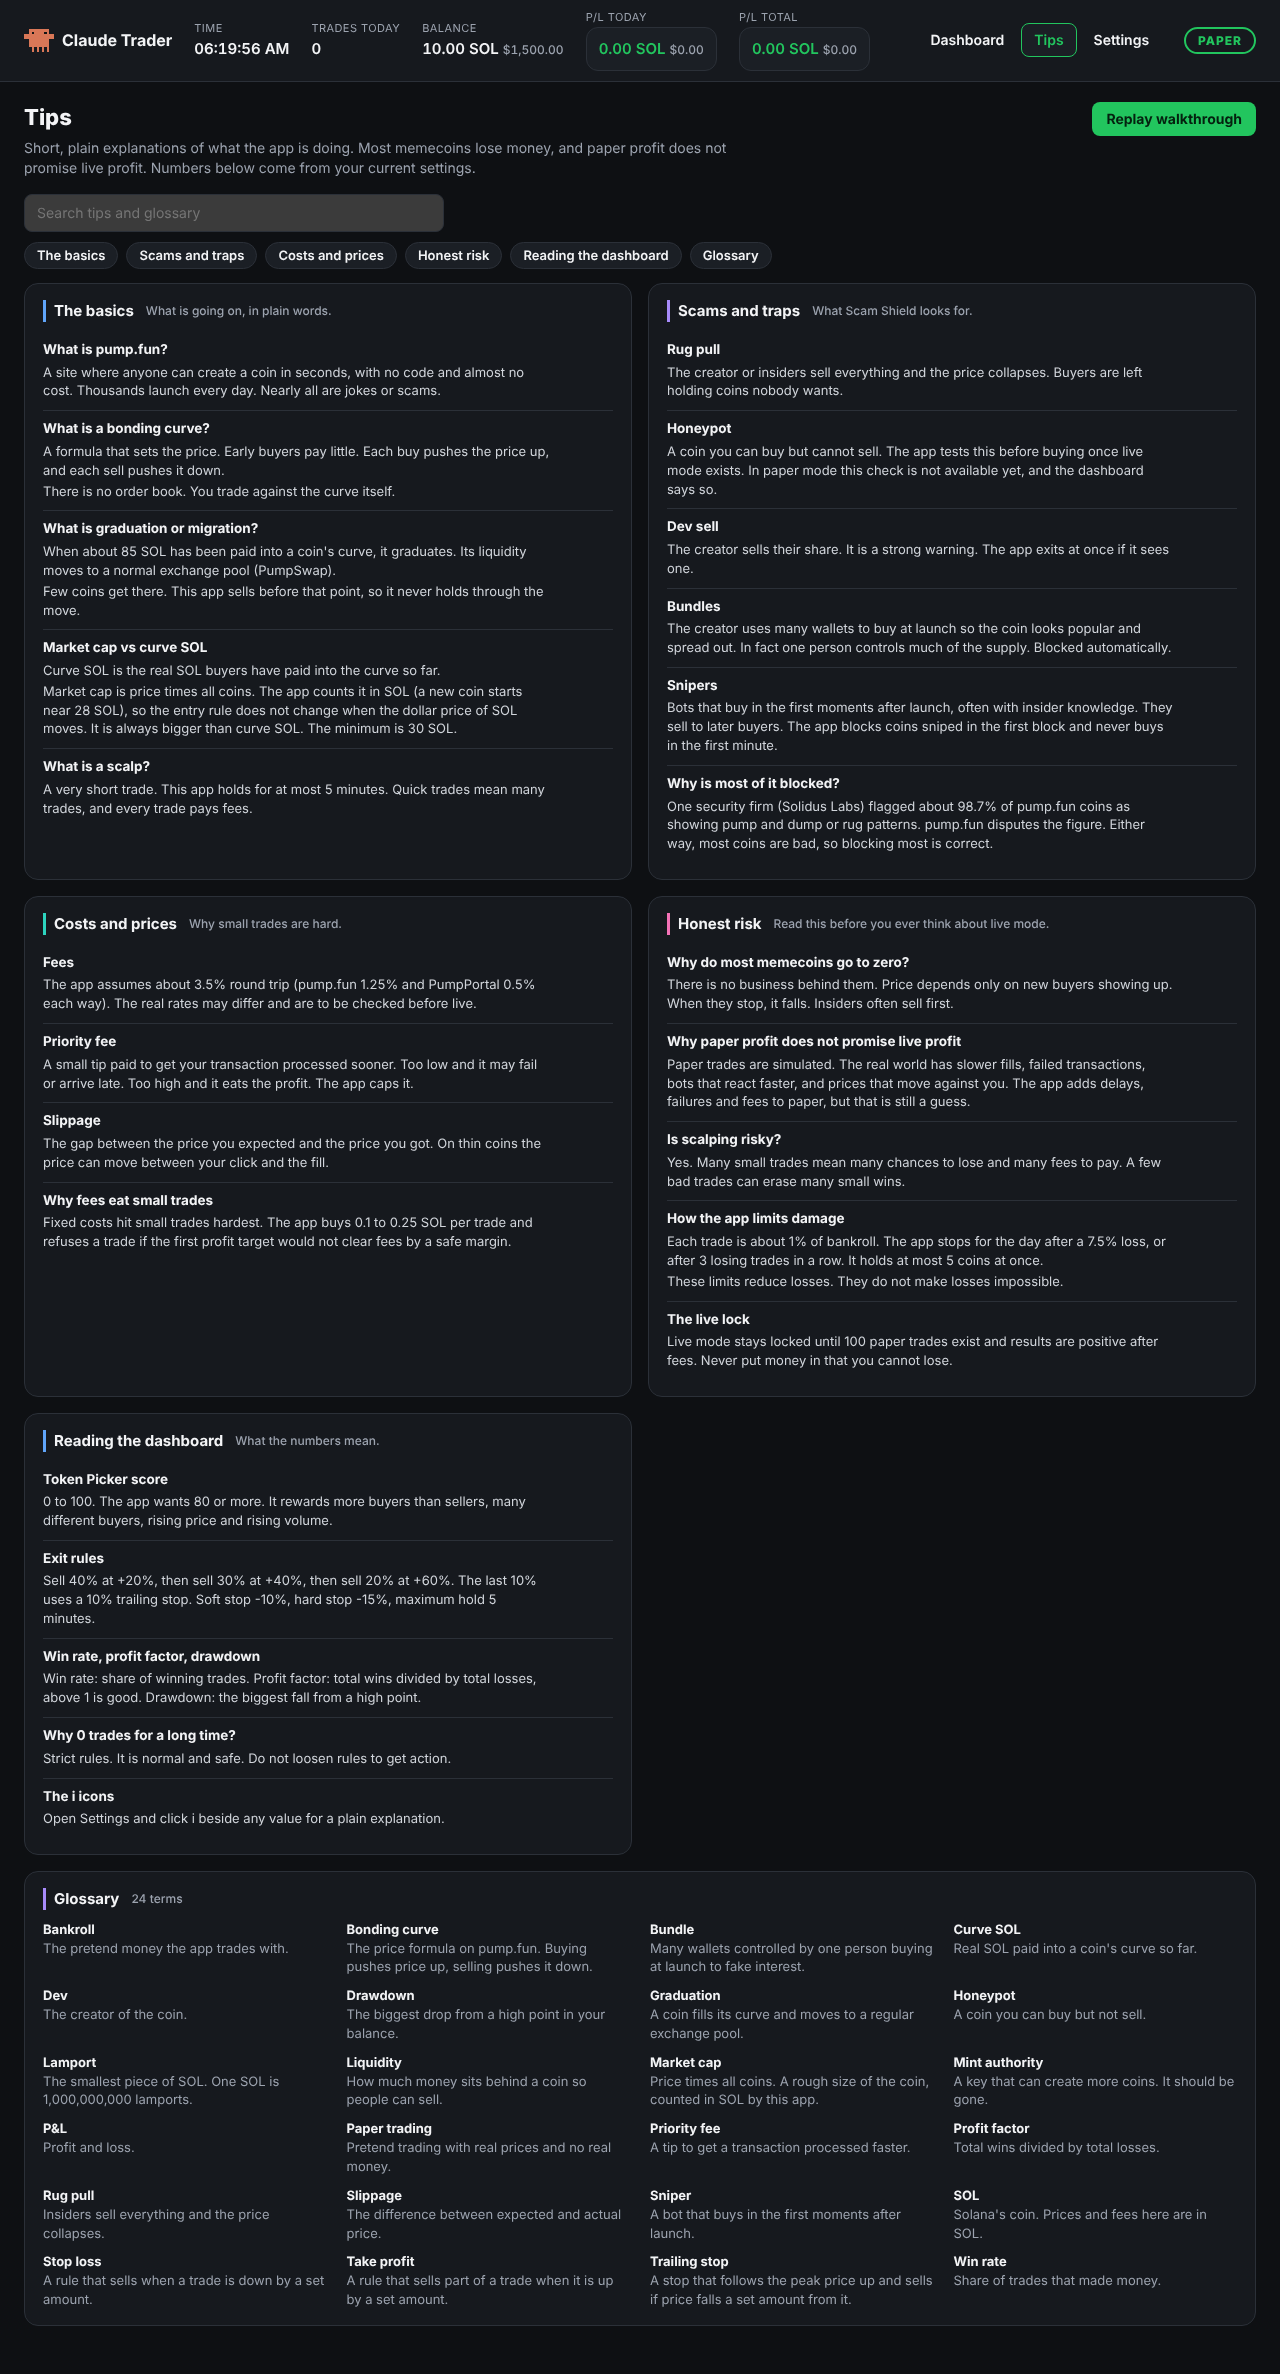 Claude Trader
TIME
06:19:56 AM
TRADES TODAY
0
BALANCE
10.00 SOL $1,500.00
P/L TODAY
0.00 SOL $0.00
P/L TOTAL
0.00 SOL $0.00
Dashboard
Tips
Settings
PAPER
Tips
Replay walkthrough
Short, plain explanations of what the app is doing. Most memecoins lose money, and paper profit does not
promise live profit. Numbers below come from your current settings.
Search tips and glossary
The basics
Scams and traps
Costs and prices
Honest risk
Reading the dashboard
Glossary
The basics What is going on, in plain words.
What is pump.fun?
A site where anyone can create a coin in seconds, with no code and almost no
cost. Thousands launch every day. Nearly all are jokes or scams.
What is a bonding curve?
A formula that sets the price. Early buyers pay little. Each buy pushes the price up,
and each sell pushes it down.
There is no order book. You trade against the curve itself.
What is graduation or migration?
When about 85 SOL has been paid into a coin's curve, it graduates. Its liquidity
moves to a normal exchange pool (PumpSwap).
Few coins get there. This app sells before that point, so it never holds through the
move.
Market cap vs curve SOL
Curve SOL is the real SOL buyers have paid into the curve so far.
Market cap is price times all coins. The app counts it in SOL (a new coin starts
near 28 SOL), so the entry rule does not change when the dollar price of SOL
moves. It is always bigger than curve SOL. The minimum is 30 SOL.
What is a scalp?
A very short trade. This app holds for at most 5 minutes. Quick trades mean many
trades, and every trade pays fees.
Scams and traps What Scam Shield looks for.
Rug pull
The creator or insiders sell everything and the price collapses. Buyers are left
holding coins nobody wants.
Honeypot
A coin you can buy but cannot sell. The app tests this before buying once live
mode exists. In paper mode this check is not available yet, and the dashboard
says so.
Dev sell
The creator sells their share. It is a strong warning. The app exits at once if it sees
one.
Bundles
The creator uses many wallets to buy at launch so the coin looks popular and
spread out. In fact one person controls much of the supply. Blocked automatically.
Snipers
Bots that buy in the first moments after launch, often with insider knowledge. They
sell to later buyers. The app blocks coins sniped in the first block and never buys
in the first minute.
Why is most of it blocked?
One security firm (Solidus Labs) flagged about 98.7% of pump.fun coins as
showing pump and dump or rug patterns. pump.fun disputes the figure. Either
way, most coins are bad, so blocking most is correct.
Costs and prices Why small trades are hard.
Fees
The app assumes about 3.5% round trip (pump.fun 1.25% and PumpPortal 0.5%
each way). The real rates may differ and are to be checked before live.
Priority fee
A small tip paid to get your transaction processed sooner. Too low and it may fail
or arrive late. Too high and it eats the profit. The app caps it.
Slippage
The gap between the price you expected and the price you got. On thin coins the
price can move between your click and the fill.
Why fees eat small trades
Fixed costs hit small trades hardest. The app buys 0.1 to 0.25 SOL per trade and
refuses a trade if the first profit target would not clear fees by a safe margin.
Honest risk Read this before you ever think about live mode.
Why do most memecoins go to zero?
There is no business behind them. Price depends only on new buyers showing up.
When they stop, it falls. Insiders often sell first.
Why paper profit does not promise live profit
Paper trades are simulated. The real world has slower fills, failed transactions,
bots that react faster, and prices that move against you. The app adds delays,
failures and fees to paper, but that is still a guess.
Is scalping risky?
Yes. Many small trades mean many chances to lose and many fees to pay. A few
bad trades can erase many small wins.
How the app limits damage
Each trade is about 1% of bankroll. The app stops for the day after a 7.5% loss, or
after 3 losing trades in a row. It holds at most 5 coins at once.
These limits reduce losses. They do not make losses impossible.
The live lock
Live mode stays locked until 100 paper trades exist and results are positive after
fees. Never put money in that you cannot lose.
Reading the dashboard What the numbers mean.
Token Picker score
0 to 100. The app wants 80 or more. It rewards more buyers than sellers, many
different buyers, rising price and rising volume.
Exit rules
Sell 40% at +20%, then sell 30% at +40%, then sell 20% at +60%. The last 10%
uses a 10% trailing stop. Soft stop -10%, hard stop -15%, maximum hold 5
minutes.
Win rate, profit factor, drawdown
Win rate: share of winning trades. Profit factor: total wins divided by total losses,
above 1 is good. Drawdown: the biggest fall from a high point.
Why 0 trades for a long time?
Strict rules. It is normal and safe. Do not loosen rules to get action.
The i icons
Open Settings and click i beside any value for a plain explanation.
Glossary 24 terms
Bankroll
The pretend money the app trades with.
Bonding curve
The price formula on pump.fun. Buying
pushes price up, selling pushes it down.
Bundle
Many wallets controlled by one person buying
at launch to fake interest.
Curve SOL
Real SOL paid into a coin's curve so far.
Dev
The creator of the coin.
Drawdown
The biggest drop from a high point in your
balance.
Graduation
A coin fills its curve and moves to a regular
exchange pool.
Honeypot
A coin you can buy but not sell.
Lamport
The smallest piece of SOL. One SOL is
1,000,000,000 lamports.
Liquidity
How much money sits behind a coin so
people can sell.
Market cap
Price times all coins. A rough size of the coin,
counted in SOL by this app.
Mint authority
A key that can create more coins. It should be
gone.
P&L
Profit and loss.
Paper trading
Pretend trading with real prices and no real
money.
Priority fee
A tip to get a transaction processed faster.
Profit factor
Total wins divided by total losses.
Rug pull
Insiders sell everything and the price
collapses.
Slippage
The difference between expected and actual
price.
Sniper
A bot that buys in the first moments after
launch.
SOL
Solana's coin. Prices and fees here are in
SOL.
Stop loss
A rule that sells when a trade is down by a set
amount.
Take profit
A rule that sells part of a trade when it is up
by a set amount.
Trailing stop
A stop that follows the peak price up and sells
if price falls a set amount from it.
Win rate
Share of trades that made money.